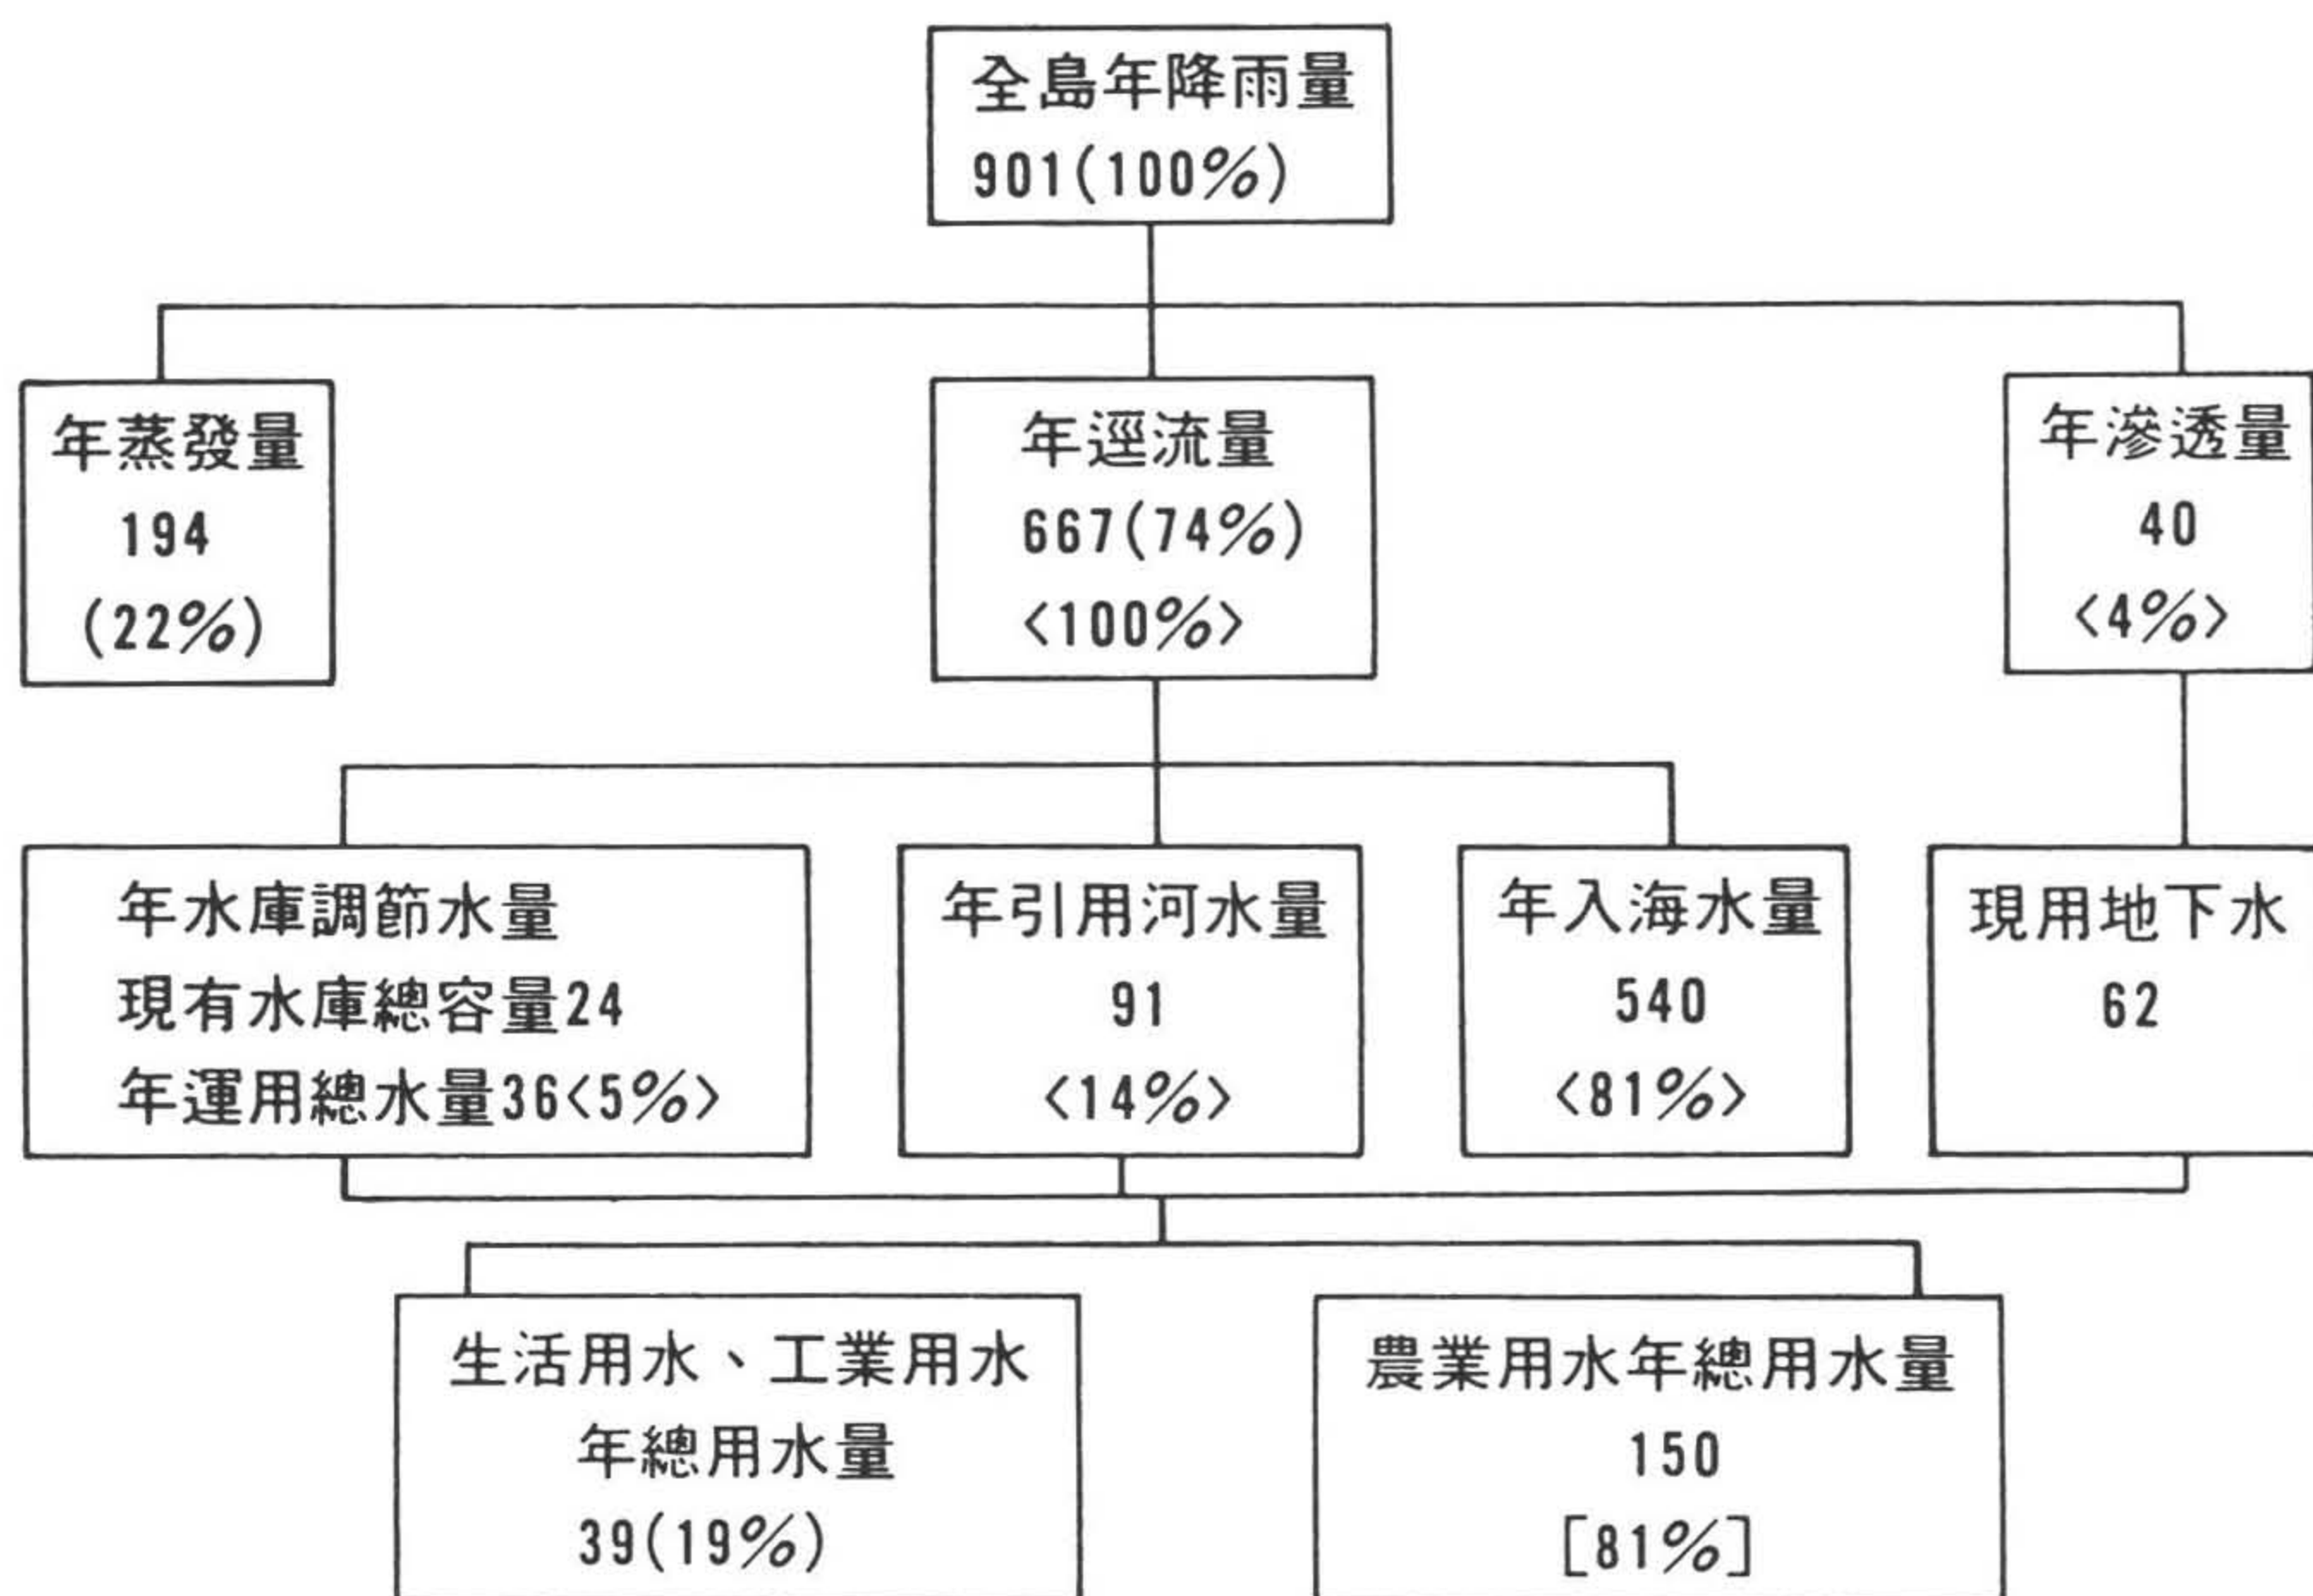 全島年降雨量
901(100%)
年蒸發量
194
(22%)
年逕流量
667(74%)
<100%>
年滲透量
40
<4%>
年水庫調節水量
現有水庫總容量24
年運用總水量36<5%>
年引用河水量
91
<14%>
年入海水量
540
<81%>
現用地下水
62
生活用水、工業用水
年總用水量
39(19%)
農業用水年總用水量
150
[81%]